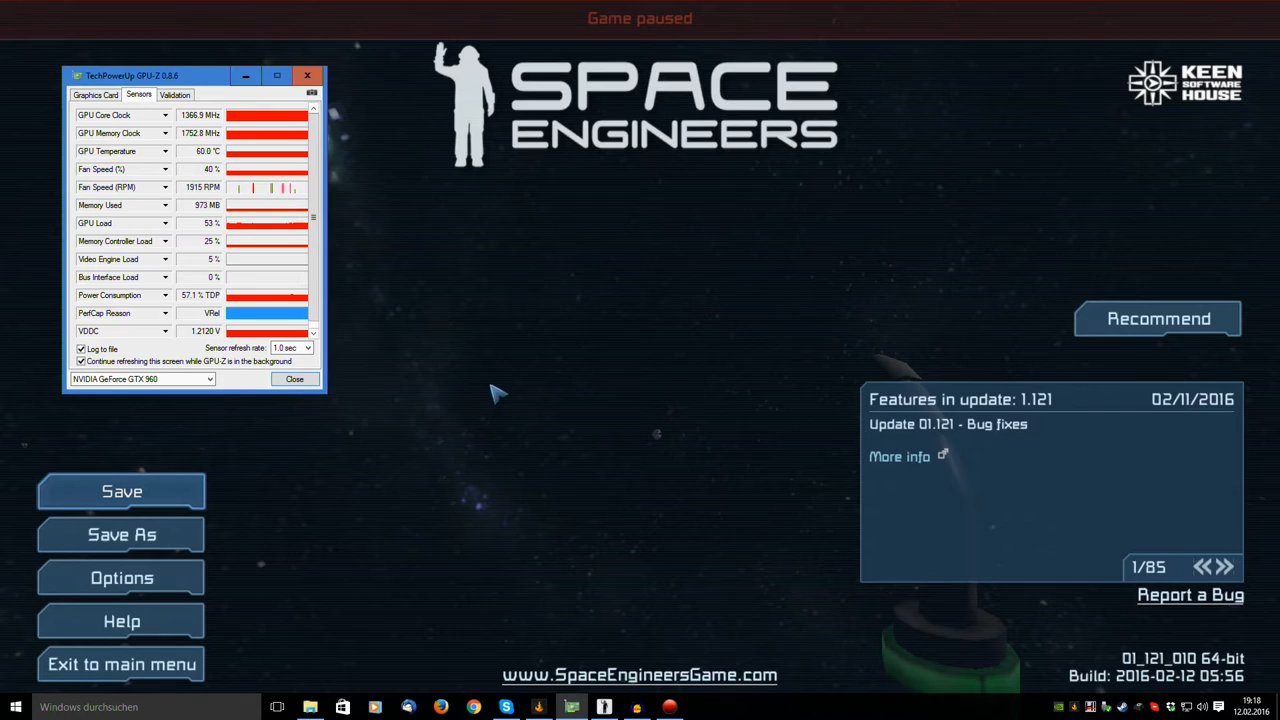 Game paused
TechPowerUp GPU-Z 0.8.6
Graphics Card Sensors Validation
GPU Core Clock 1366.9 MHz
GPU Memory Clock 1752.8 MHz
GPU Temperature 60.0 °C
Fan Speed (%) 40 %
Fan Speed (RPM) 1915 RPM
Memory Used 973 MB
GPU Load 53 %
Memory Controller Load 25 %
Video Engine Load 5 %
Bus Interface Load 0 %
Power Consumption 57.1 % TDP
PerfCap Reason VRel
VDDC 1.2120 V
Log to file Sensor refresh rate: 1.0 sec
Continue refreshing this screen while GPU-Z is in the background
NVIDIA GeForce GTX 960 Close
SPACE
ENGINEERS
KEEN
SOFTWARE
HOUSE
Recommend
Features in update: 1.121 02/11/2016
Update 01.121 - Bug fixes
More info
1/85
Report a Bug
Save
Save As
Options
Help
Exit to main menu
www.SpaceEngineersGame.com
01_121_010 64-bit
Build: 2016-02-12 05:56
Windows durchsuchen
19:18
12.02.2016